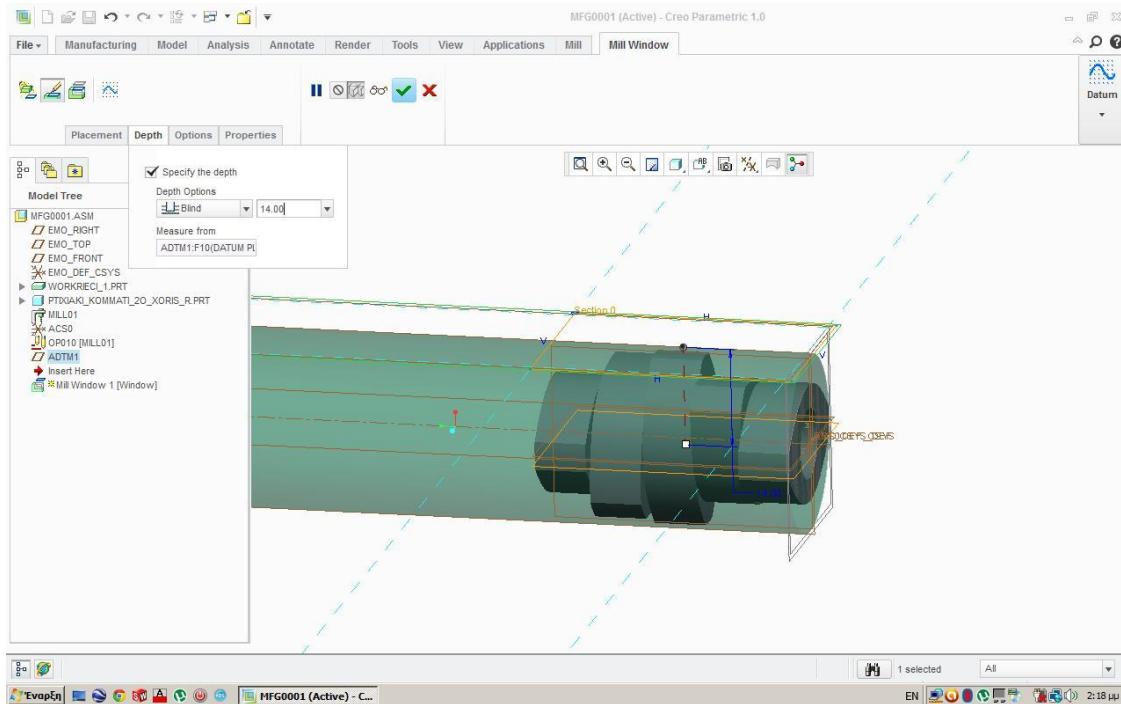 MFG0001 (Active) - Creo Parametric 1.0
File Manufacturing Model Analysis Annotate Render Tools View Applications Mill Mill Window
Datum
Placement Depth Options Properties
Specify the depth
Depth Options
Blind 14.00
Measure from
ADTM1:F10(DATUM PL
Model Tree
MFG0001.ASM
EMO_RIGHT
EMO_TOP
EMO_FRONT
EMO_DEF_CSYS
WORKRIECI_1.PRT
PTIXIAKI_KOMMATI_2O_XORIS_R.PRT
MILL01
ACS0
OP010 [MILL01]
ADTM1
Insert Here
Mill Window 1 [Window]
Section 0
H
V
V
H
1 selected All
Έναρξη MFG0001 (Active) - C... EN 2:18 μμ